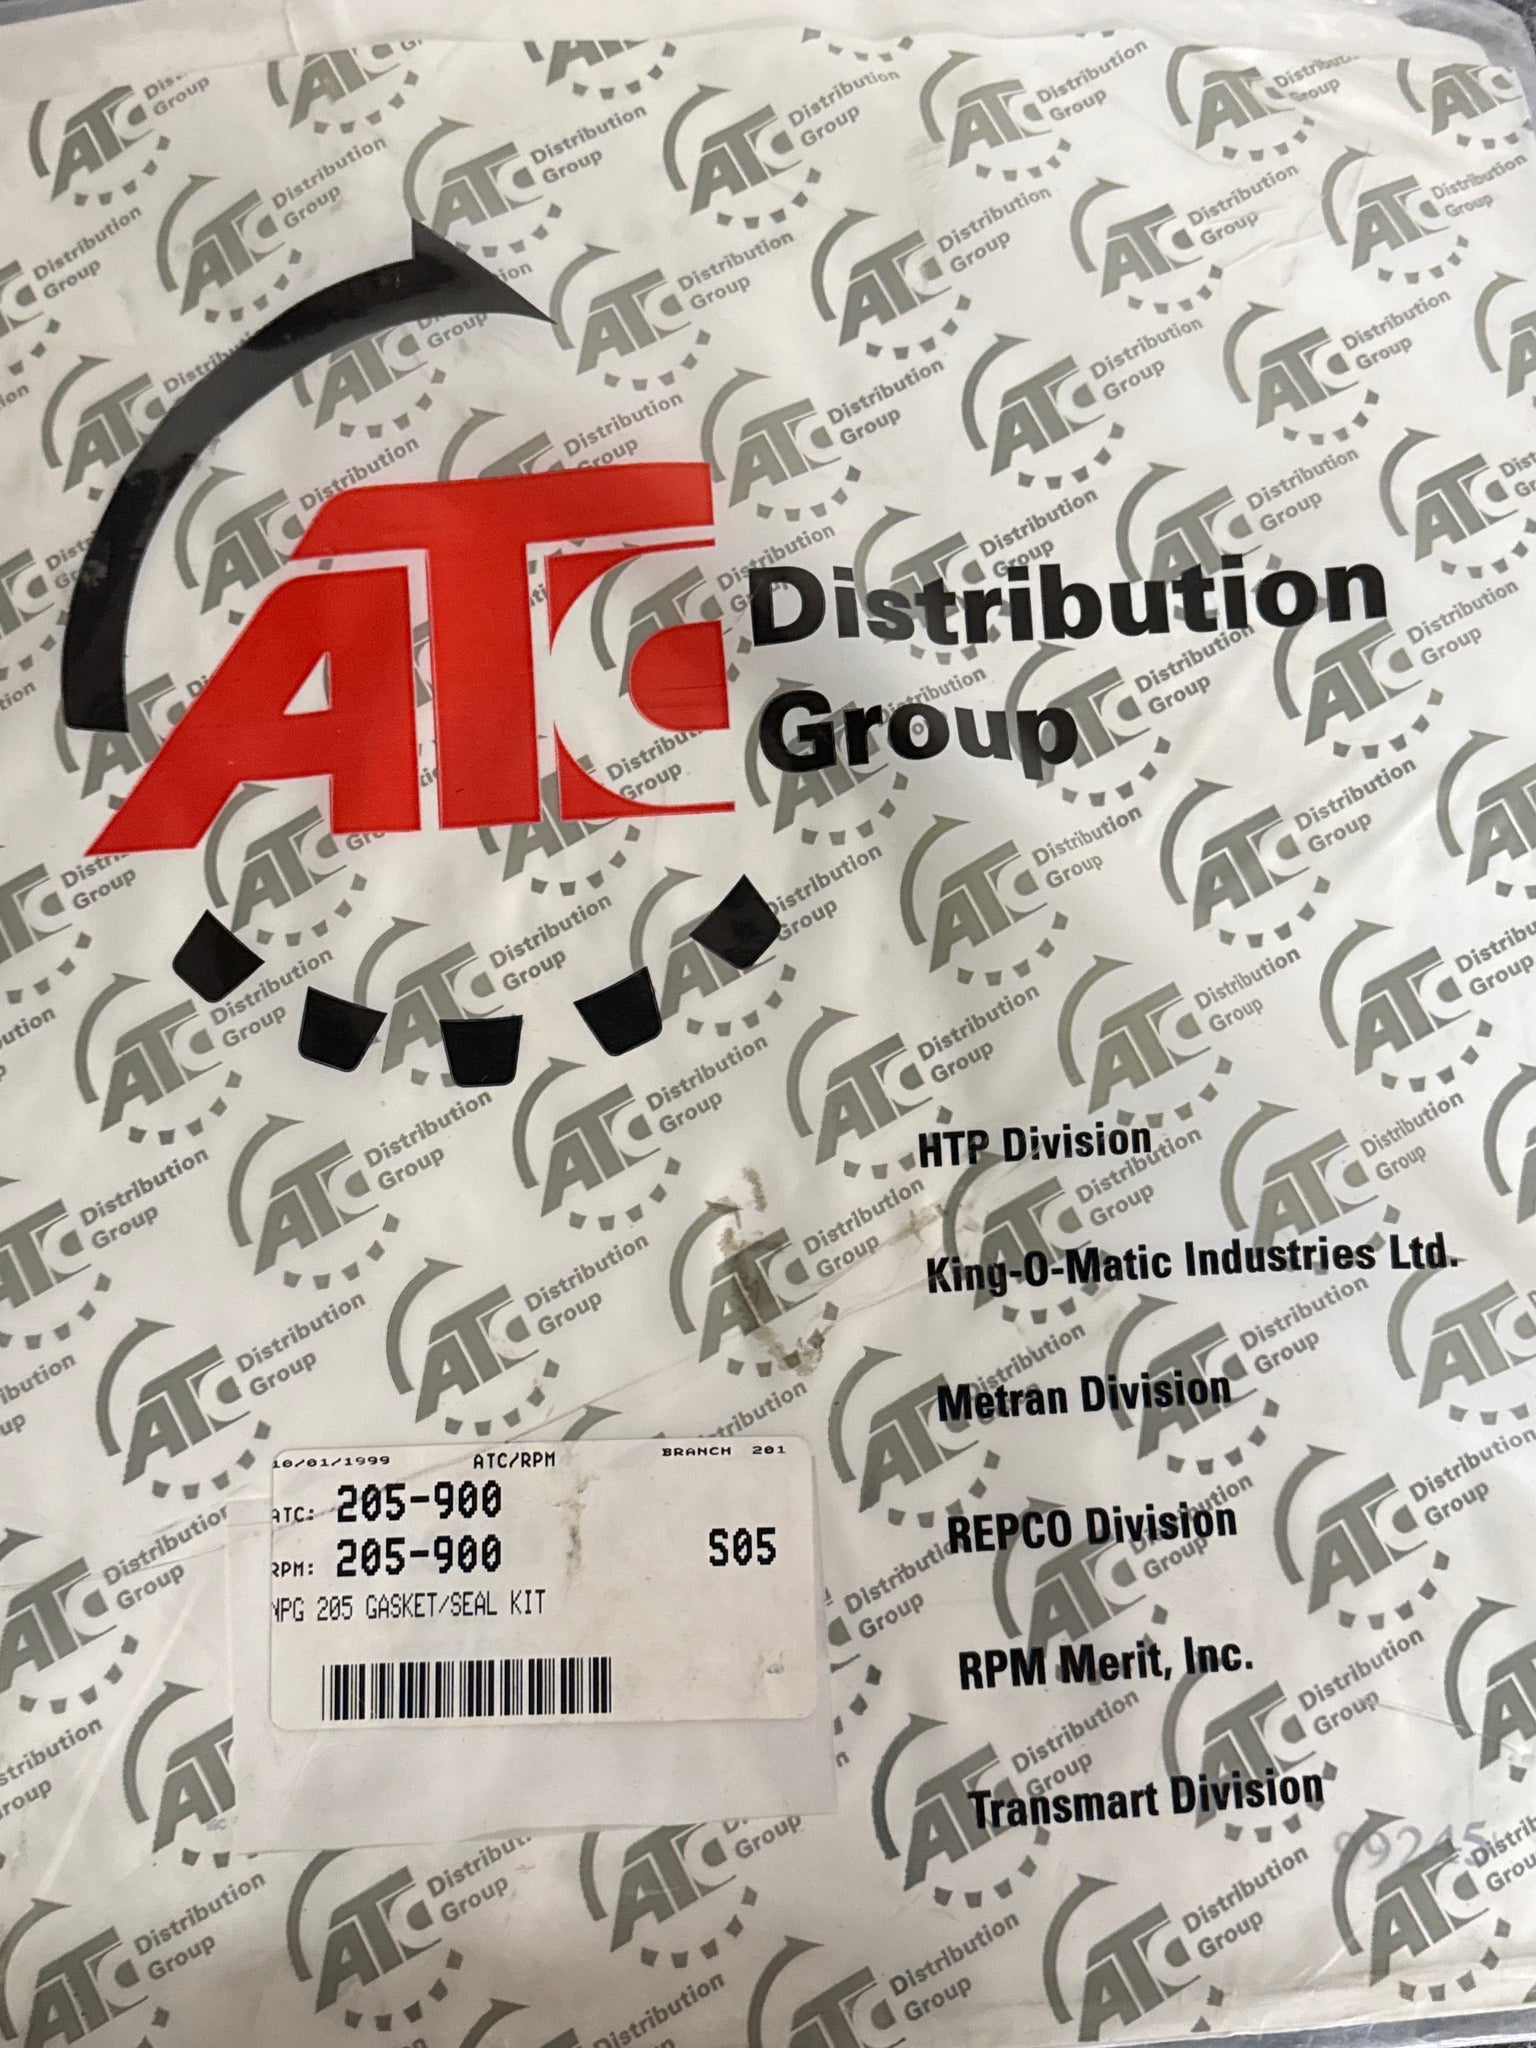 ATC Distribution
Group
HTP Division
King-O-Matic Industries Ltd.
Metran Division
REPCO Division
RPM Merit, Inc.
Transmart Division
10/01/1999 ATC/RPM BRANCH 201
ATC: 205-900
RPM: 205-900 S05
NPG 205 GASKET/SEAL KIT